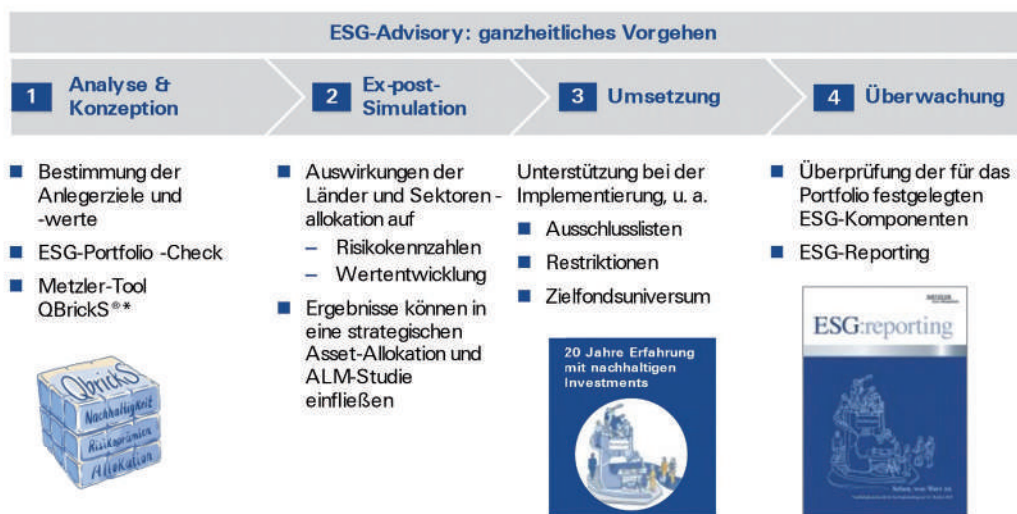 ESG-Advisory: ganzheitliches Vorgehen
1
Analyse &
Konzeption
2
Ex-post-
Simulation
3
Umsetzung
4
Überwachung
■ Bestimmung der
Anlegerziele und
-werte
■ ESG-Portfolio -Check
■ Metzler-Tool
QBrickS®*
QbrickS
Nachhaltigkeit
Risikoprämien
Allokation
■ Auswirkungen der
Länder und Sektoren -
allokation auf
– Risikokennzahlen
– Wertentwicklung
■ Ergebnisse können in
eine strategischen
Asset-Allokation und
ALM-Studie
einfließen
Unterstützung bei der
Implementierung, u. a.
■ Ausschlusslisten
■ Restriktionen
■ Zielfondsuniversum
20 Jahre Erfahrung
mit nachhaltigen
Investments
■ Überprüfung der für das
Portfolio festgelegten
ESG-Komponenten
■ ESG-Reporting
METZLER
ESG:reporting